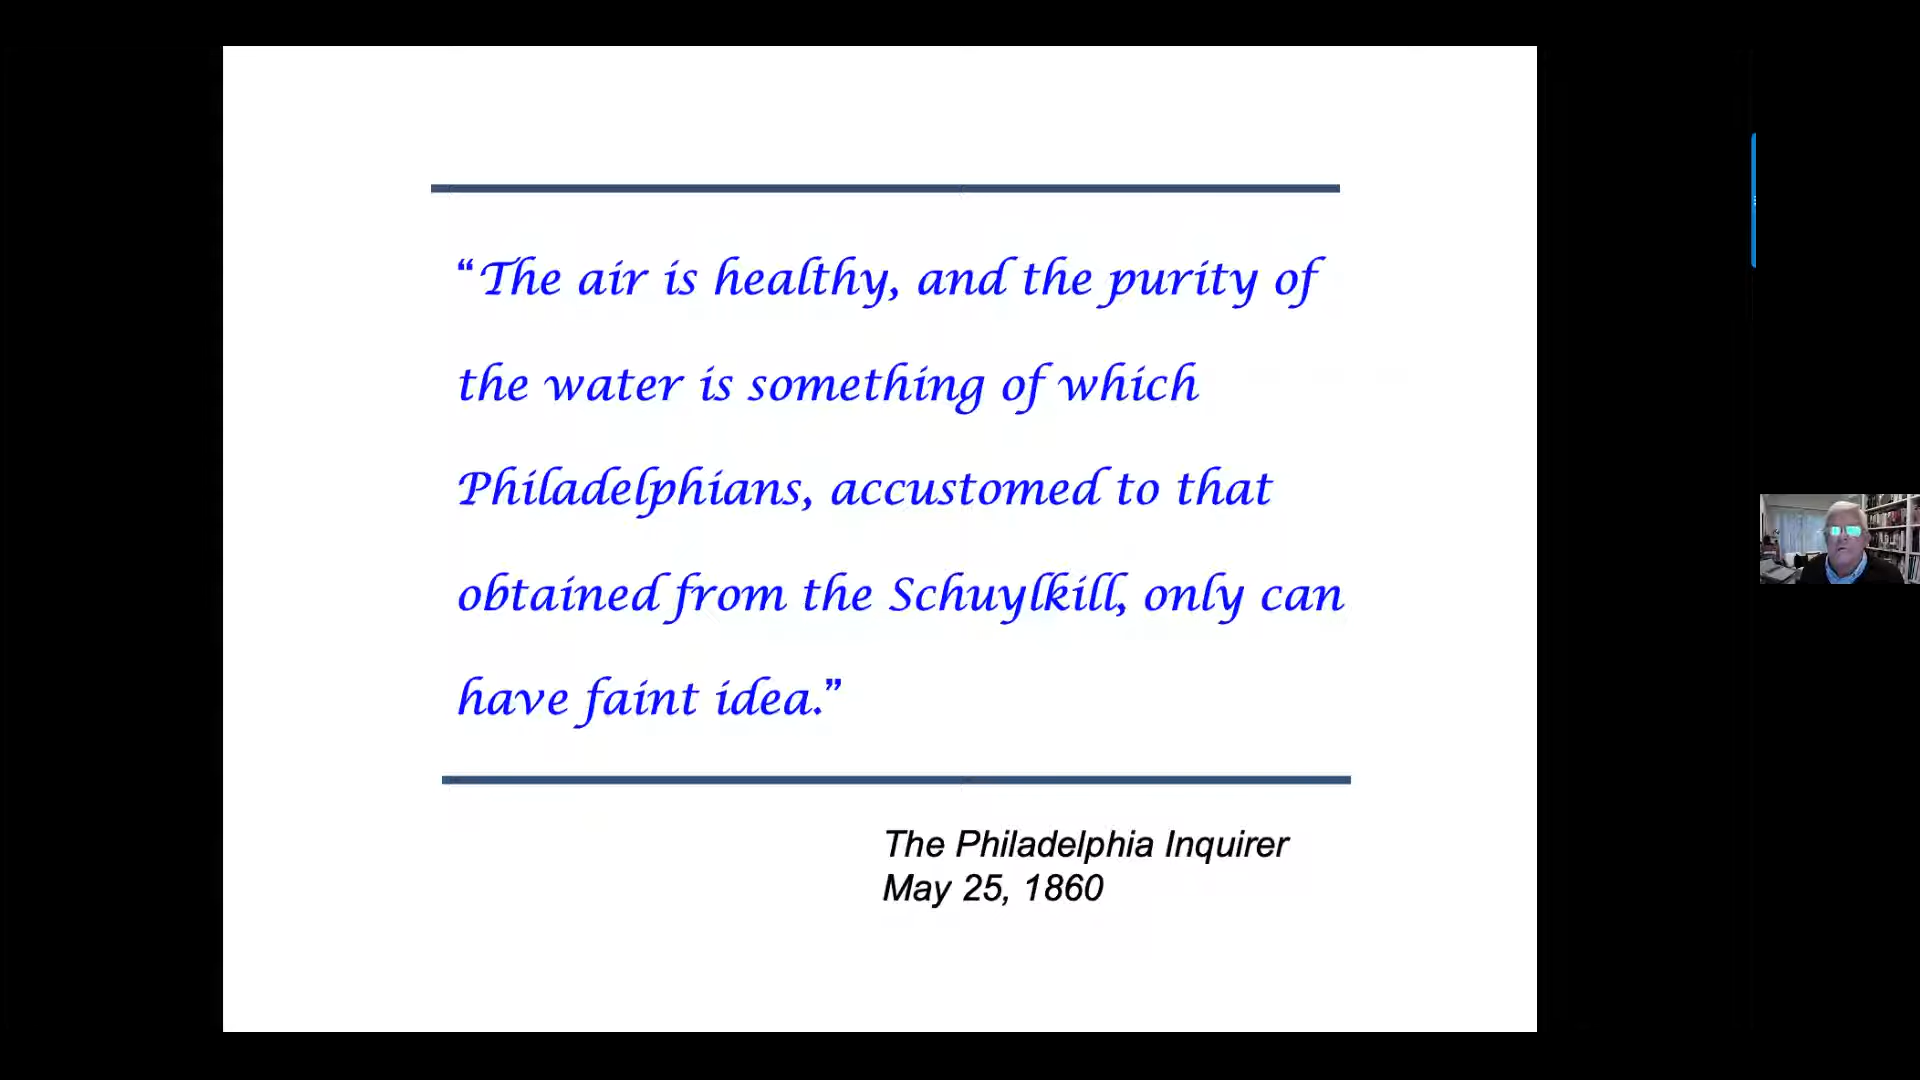 “The air is healthy, and the purity of
the water is something of which
Philadelphians, accustomed to that
obtained from the Schuylkill, only can
have faint idea.”
The Philadelphia Inquirer
May 25, 1860